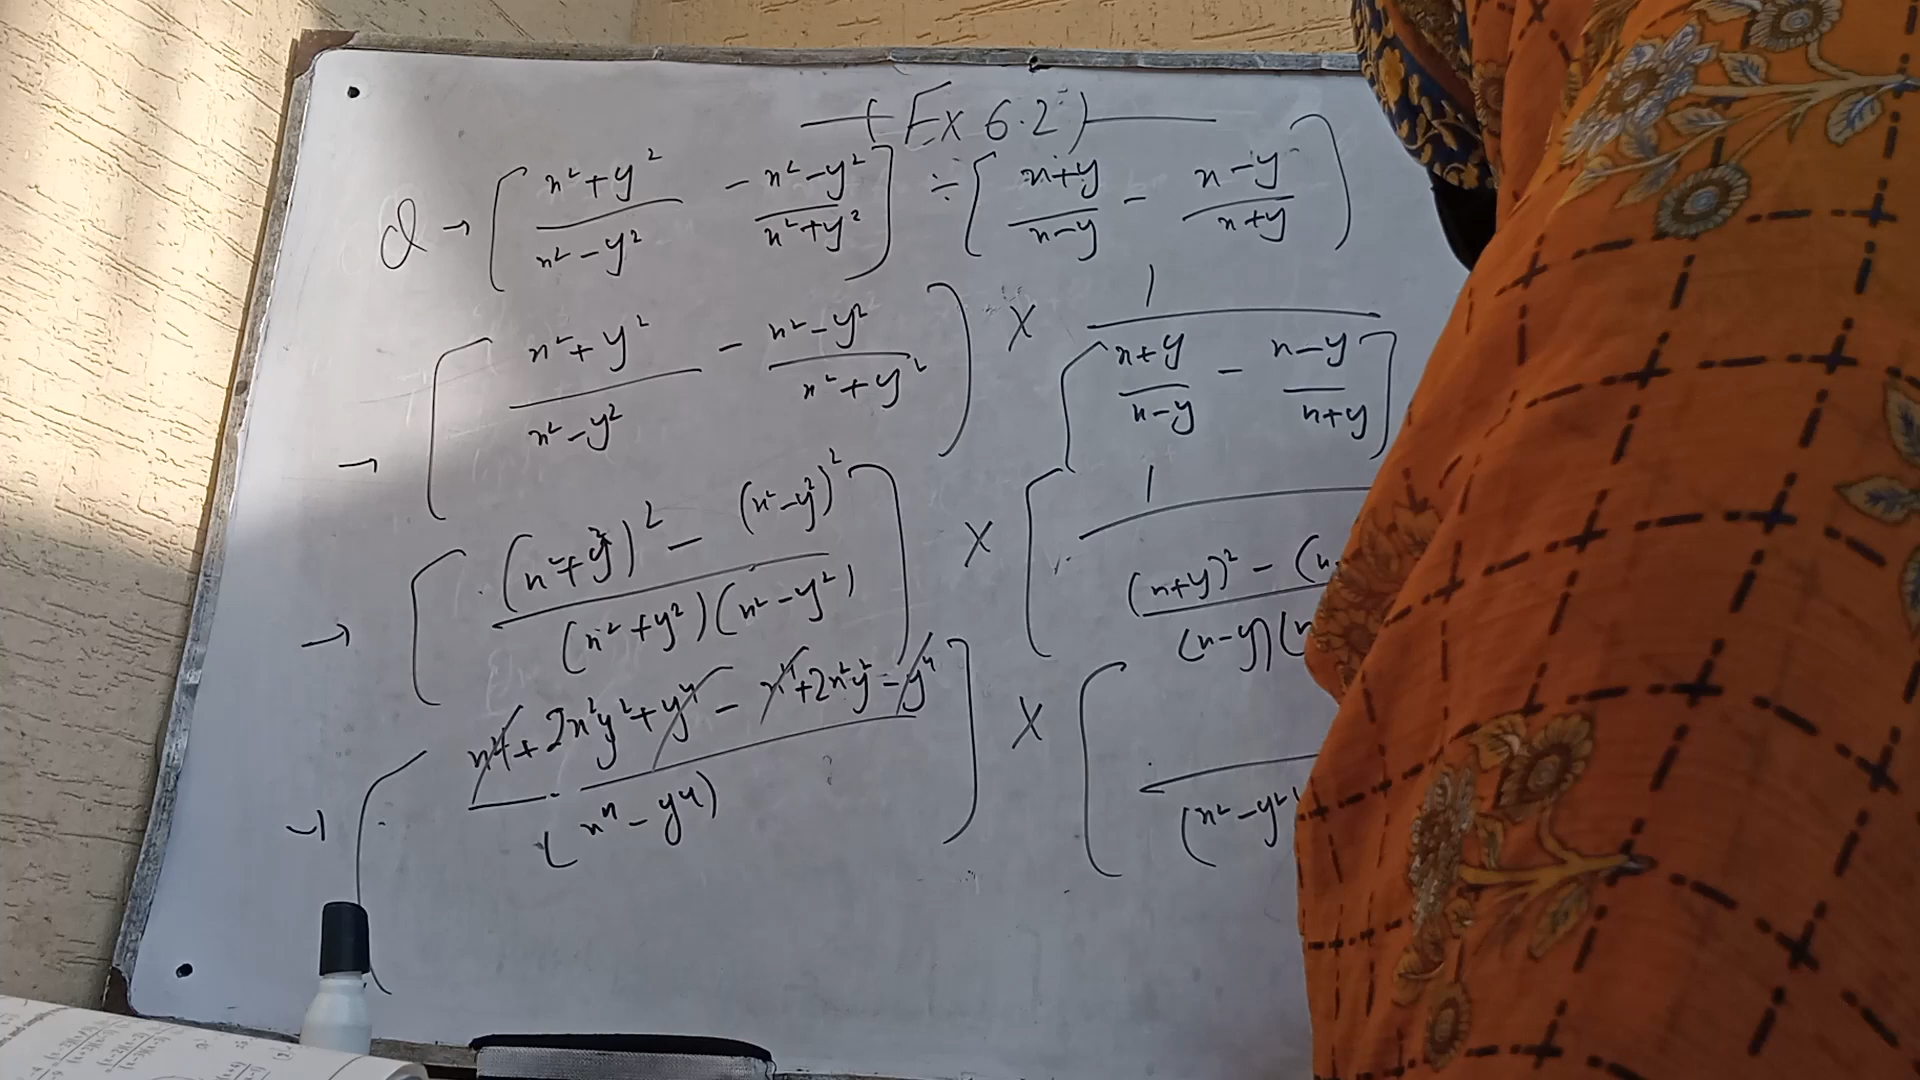 (Ex 6.2)
Q → [ (x²+y²)/(x²−y²) − (x²−y²)/(x²+y²) ] ÷ [ (x+y)/(x−y) − (x−y)/(x+y) ]
→ [ (x²+y²)/(x²−y²) − (x²−y²)/(x²+y²) ] × 1/[ (x+y)/(x−y) − (x−y)/(x+y) ]
→ [ ((x²+y²)² − (x²−y²)²)/((x²+y²)(x²−y²)) ] × [ 1/((x+y)² − (x
(x−y)(x
→ [ (x⁴+2x²y²+y⁴ − x⁴+2x²y²−y⁴)/(x⁴−y⁴) ] × [
(x²−y²